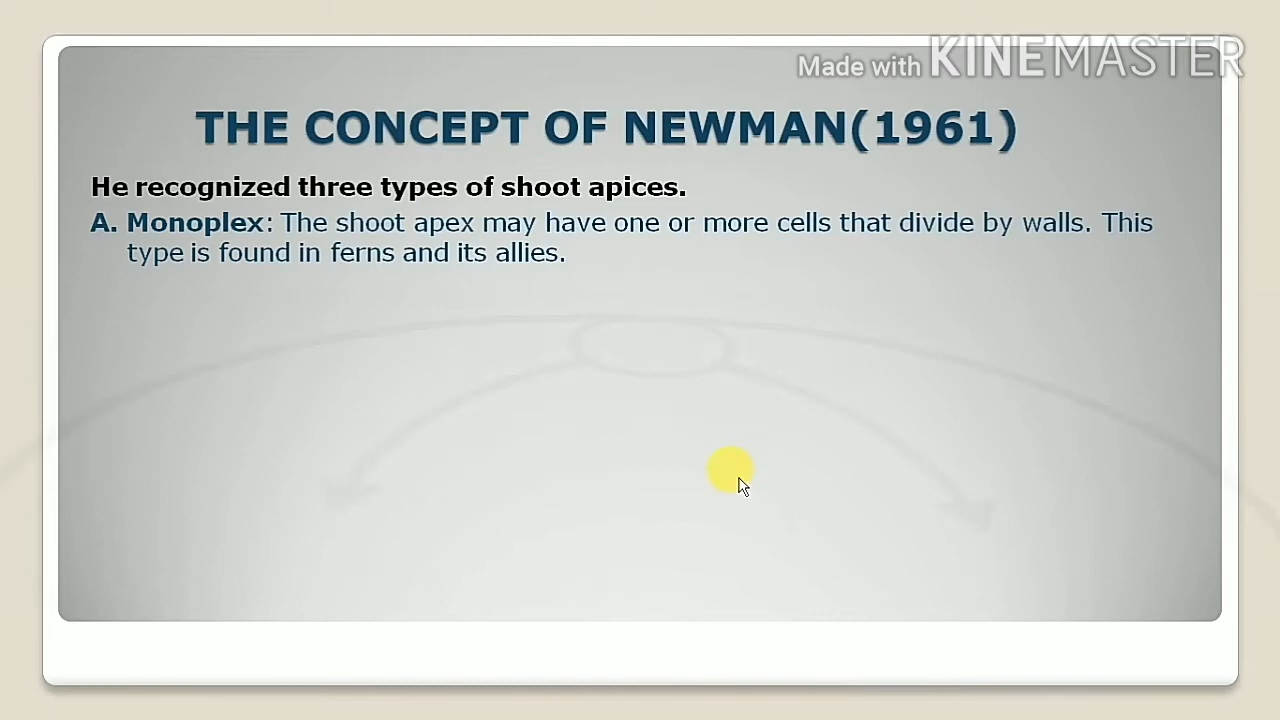 Made with KINEMASTER
THE CONCEPT OF NEWMAN(1961)
He recognized three types of shoot apices.
A. Monoplex: The shoot apex may have one or more cells that divide by walls. This
type is found in ferns and its allies.